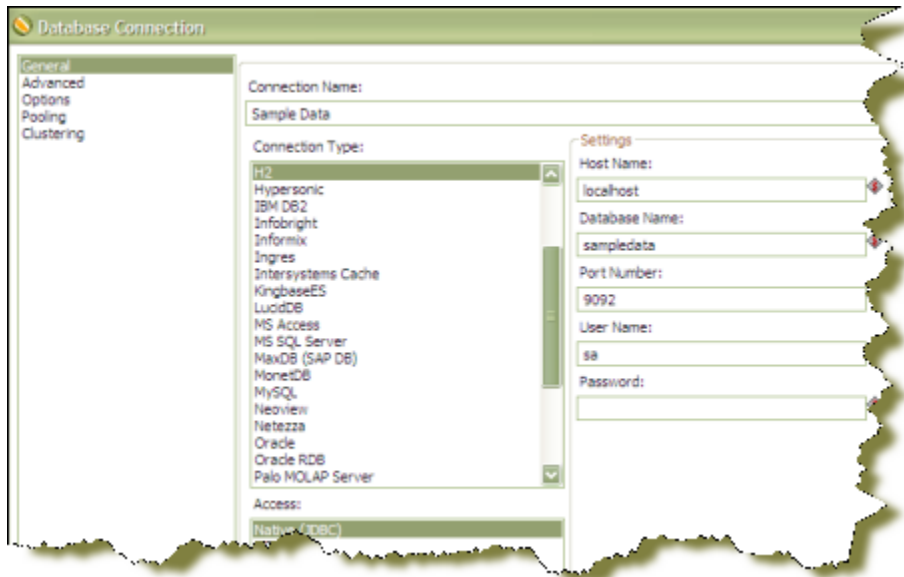 Database Connection
General
Advanced
Options
Pooling
Clustering
Connection Name:
Sample Data
Connection Type:
H2
Hypersonic
IBM DB2
Infobright
Informix
Ingres
Intersystems Cache
KingbaseES
LucidDB
MS Access
MS SQL Server
MaxDB (SAP DB)
MonetDB
MySQL
Neoview
Netezza
Oracle
Oracle RDB
Palo MOLAP Server
Access:
Native (JDBC)
Settings
Host Name:
localhost
Database Name:
sampledata
Port Number:
9092
User Name:
sa
Password: